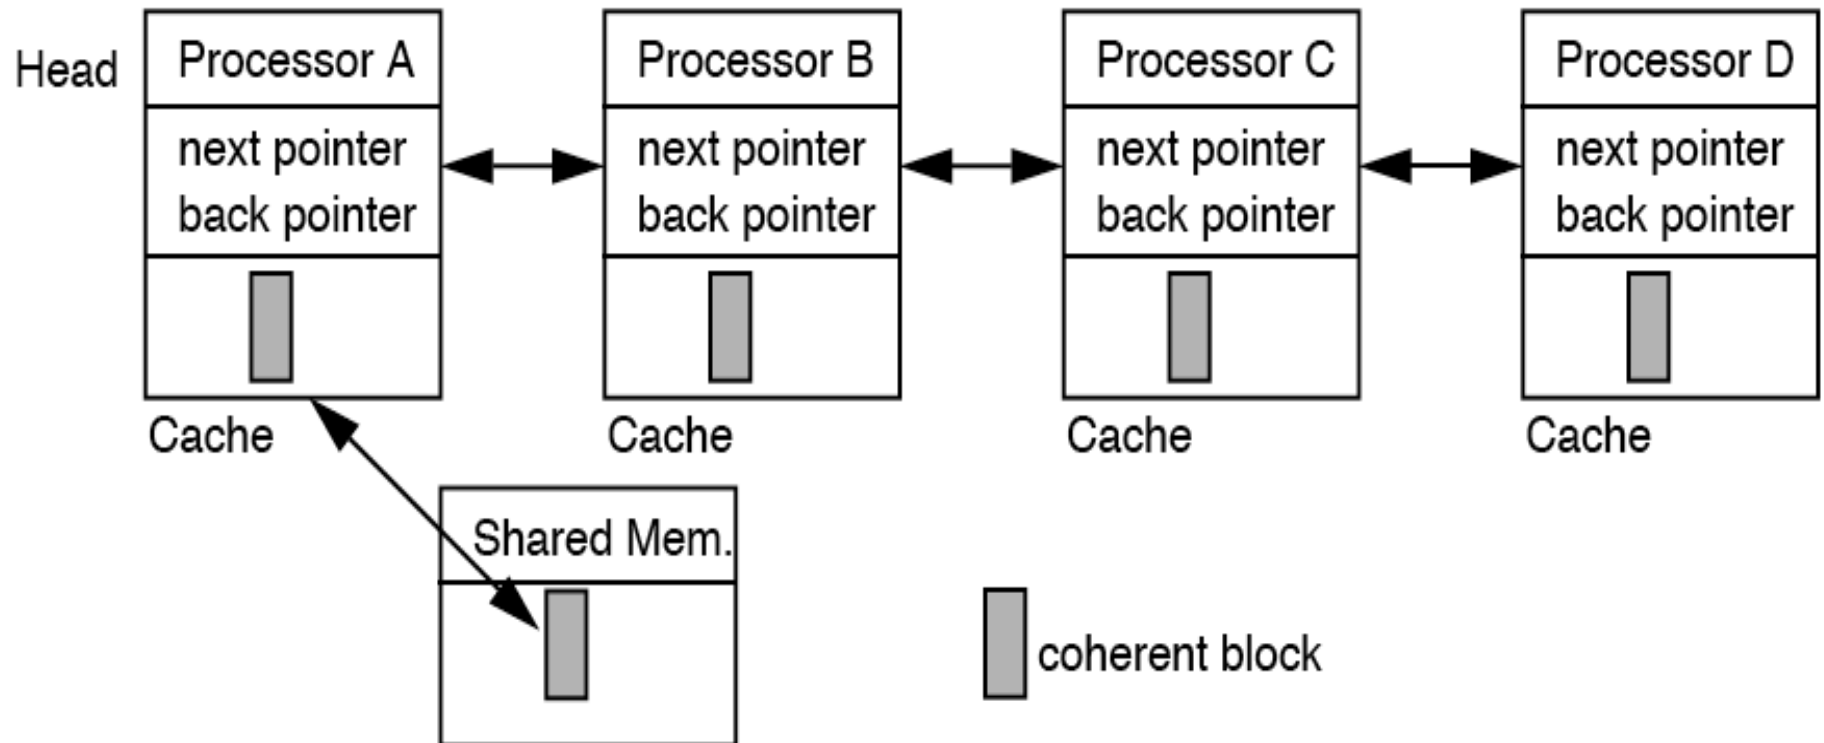 Head
Processor A
next pointer
back pointer
Cache
Processor B
next pointer
back pointer
Cache
Processor C
next pointer
back pointer
Cache
Processor D
next pointer
back pointer
Cache
Shared Mem.
coherent block